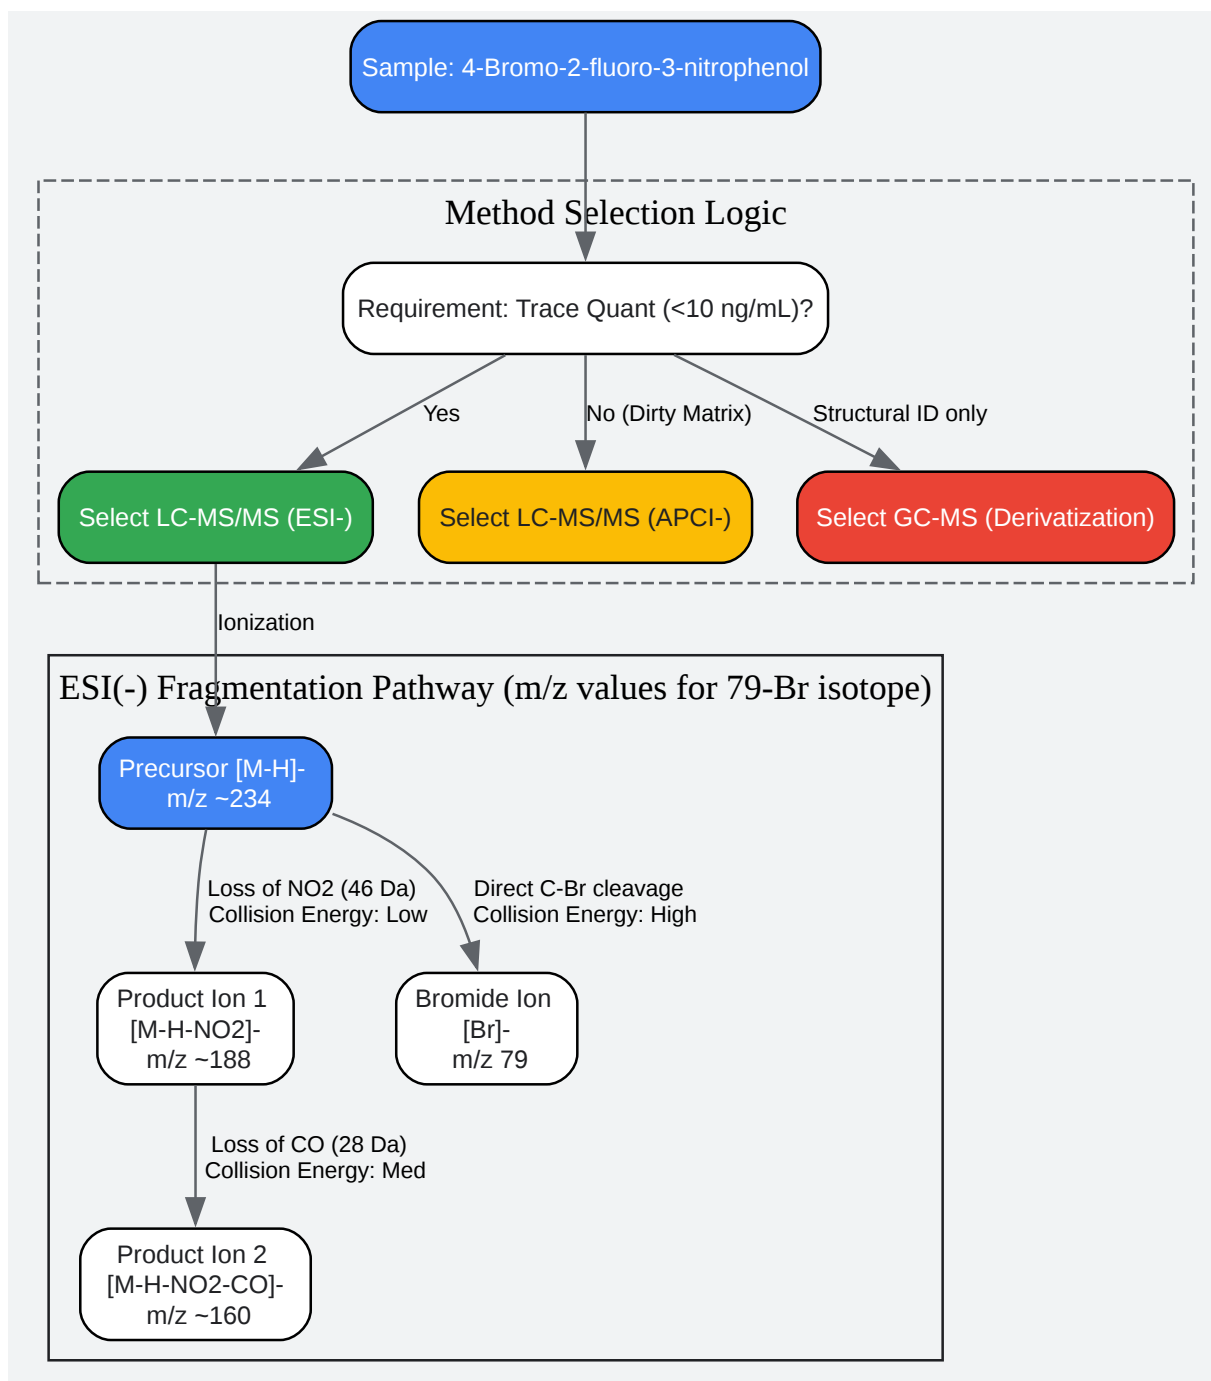 Sample: 4-Bromo-2-fluoro-3-nitrophenol
Method Selection Logic
Requirement: Trace Quant (<10 ng/mL)?
Yes
No (Dirty Matrix)
Structural ID only
Select LC-MS/MS (ESI-)
Select LC-MS/MS (APCI-)
Select GC-MS (Derivatization)
Ionization
ESI(-) Fragmentation Pathway (m/z values for 79-Br isotope)
Precursor [M-H]-
m/z ~234
Loss of NO2 (46 Da)
Collision Energy: Low
Direct C-Br cleavage
Collision Energy: High
Product Ion 1
[M-H-NO2]-
m/z ~188
Bromide Ion
[Br]-
m/z 79
Loss of CO (28 Da)
Collision Energy: Med
Product Ion 2
[M-H-NO2-CO]-
m/z ~160